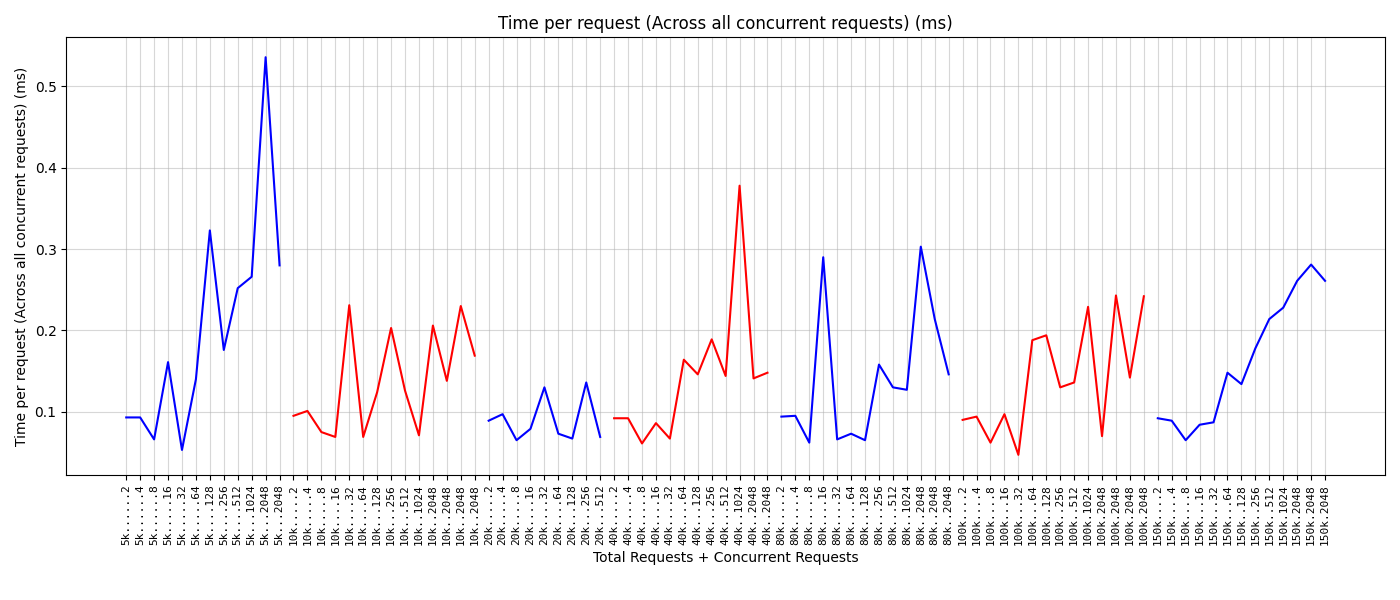 Time per request (Across all concurrent requests) (ms)
Time per request (Across all concurrent requests) (ms)
0.5
0.4
0.3
0.2
0.1
5k......2
5k......4
5k......8
5k.....16
5k.....32
5k.....64
5k....128
5k....256
5k....512
5k...1024
5k...2048
5k...2048
10k.....2
10k.....4
10k.....8
10k....16
10k....32
10k....64
10k...128
10k...256
10k...512
10k..1024
10k..2048
10k..2048
10k..2048
10k..2048
20k.....2
20k.....4
20k.....8
20k....16
20k....32
20k....64
20k...128
20k...256
20k...512
40k.....2
40k.....4
40k.....8
40k....16
40k....32
40k....64
40k...128
40k...256
40k...512
40k..1024
40k..2048
40k..2048
80k.....2
80k.....4
80k.....8
80k....16
80k....32
80k....64
80k...128
80k...256
80k...512
80k..1024
80k..2048
80k..2048
80k..2048
100k....2
100k....4
100k....8
100k...16
100k...32
100k...64
100k..128
100k..256
100k..512
100k.1024
100k.2048
100k.2048
100k.2048
100k.2048
150k....2
150k....4
150k....8
150k...16
150k...32
150k...64
150k..128
150k..256
150k..512
150k.1024
150k.2048
150k.2048
150k.2048
Total Requests + Concurrent Requests